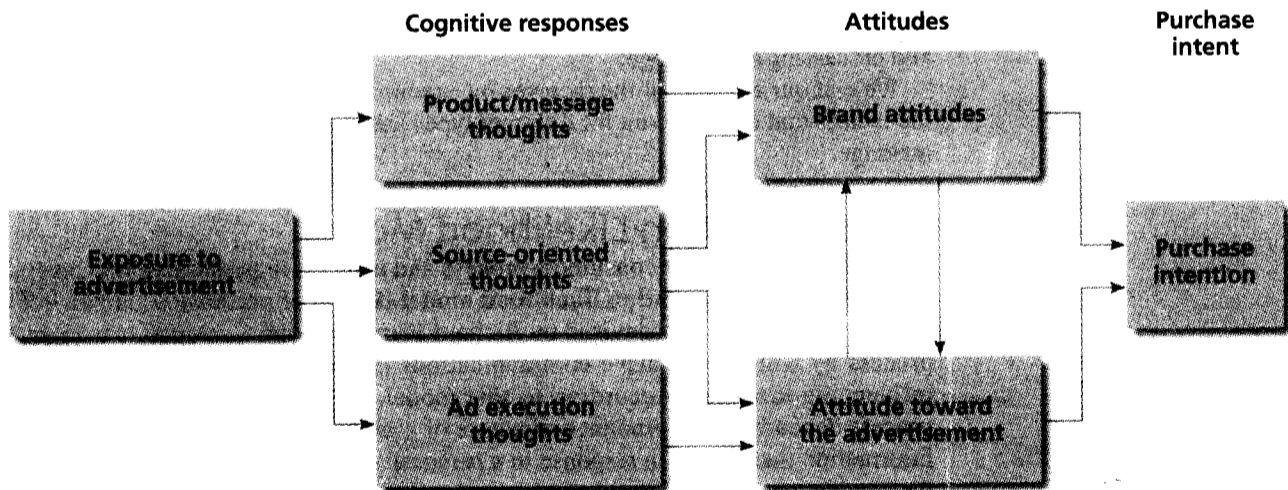 Cognitive responses
Attitudes
Purchase
intent
Product/message
thoughts
Brand attitudes
Exposure to
advertisement
Source-oriented
thoughts
Purchase
intention
Ad execution
thoughts
Attitude toward
the advertisement